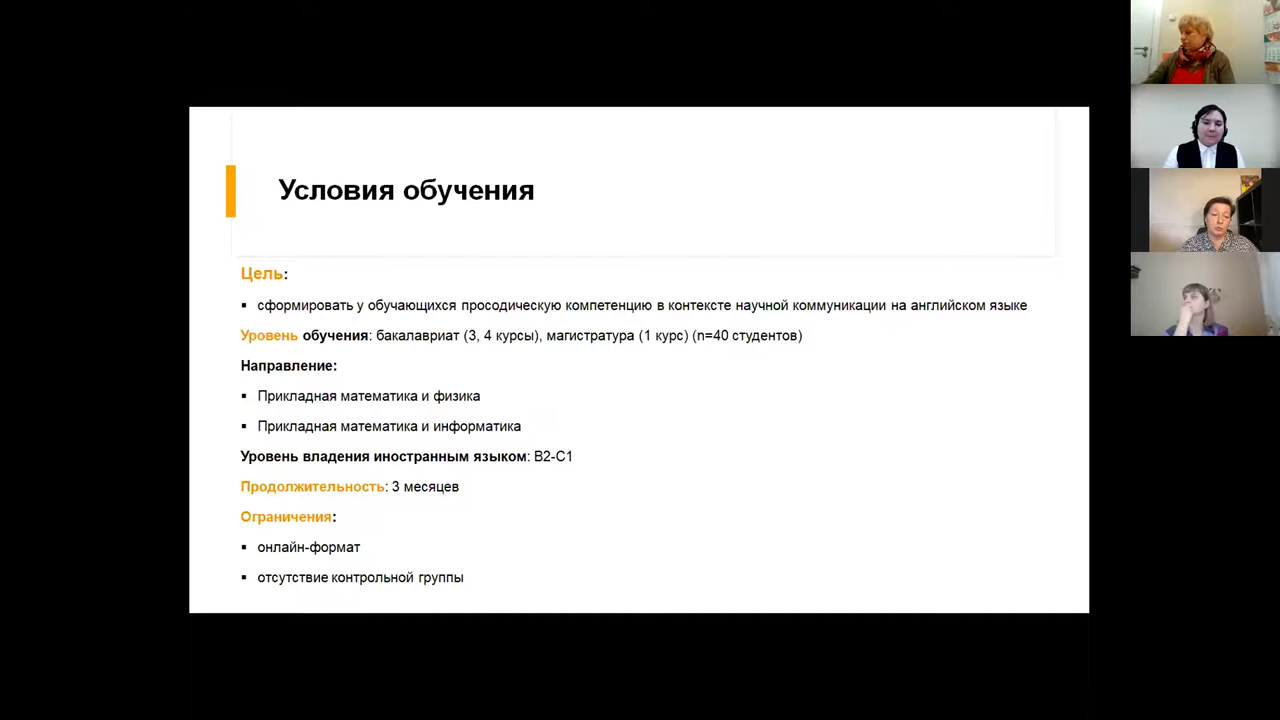 Условия обучения
Цель:
▪ сформировать у обучающихся просодическую компетенцию в контексте научной коммуникации на английском языке
Уровень обучения: бакалавриат (3, 4 курсы), магистратура (1 курс) (n=40 студентов)
Направление:
▪ Прикладная математика и физика
▪ Прикладная математика и информатика
Уровень владения иностранным языком: B2-C1
Продолжительность: 3 месяцев
Ограничения:
▪ онлайн-формат
▪ отсутствие контрольной группы